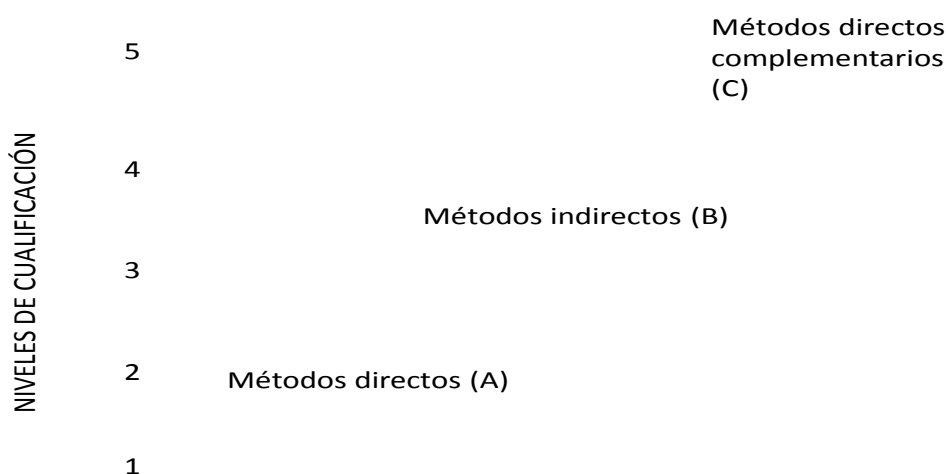 Métodos directos
complementarios
(C)
5
4
Métodos indirectos (B)
3
2
Métodos directos (A)
1
NIVELES DE CUALIFICACIÓN